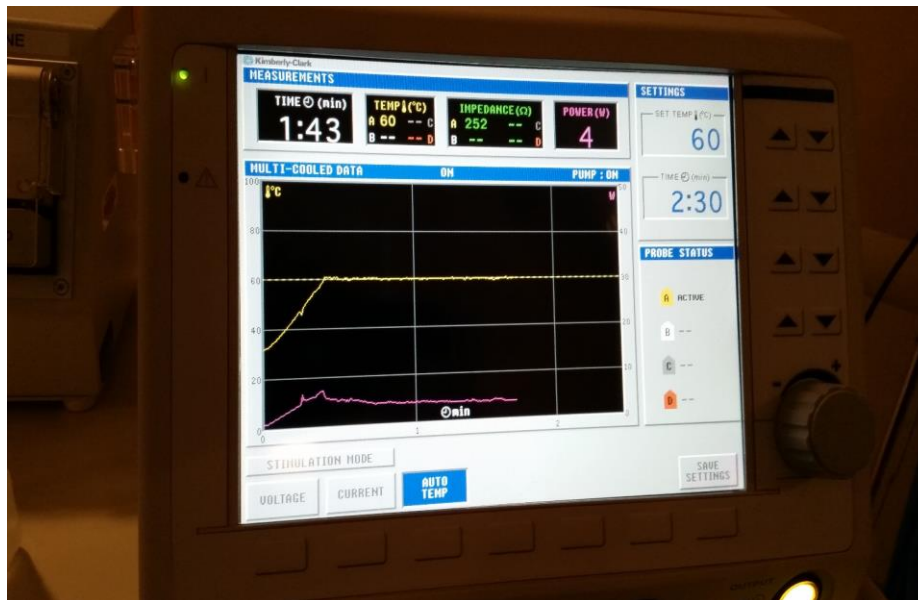 NE
Kimberly-Clark
MEASUREMENTS
TIME (min)
1:43
TEMP (°C)
A 60 -- C
B -- -- D
IMPEDANCE (Ω)
A 252 -- C
B -- -- D
POWER (W)
4
SETTINGS
SET TEMP (°C)
60
TIME (min)
2:30
MULTI-COOLED DATA ON PUMP : ON
°C W
100 50
80 40
60 30
40 20
20 10
0 0
0 1 2
min
PROBE STATUS
A ACTIVE
B --
C --
D --
STIMULATION MODE
VOLTAGE
CURRENT
AUTO
TEMP
SAVE
SETTINGS
- +
OUTPUT